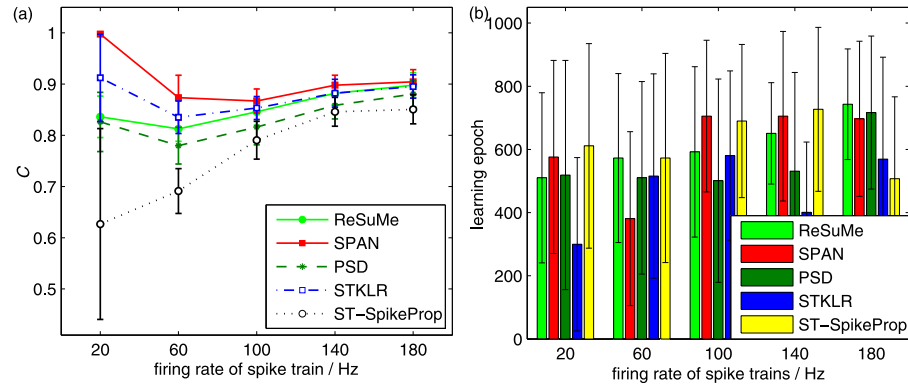 (a)
1
0.9
0.8
0.7
0.6
0.5
C
20 60 100 140 180
firing rate of spike train / Hz
ReSuMe
SPAN
PSD
STKLR
ST-SpikeProp
(b)
1000
800
600
400
200
0
learning epoch
20 60 100 140 180
firing rate of spike trains / Hz
ReSuMe
SPAN
PSD
STKLR
ST-SpikeProp